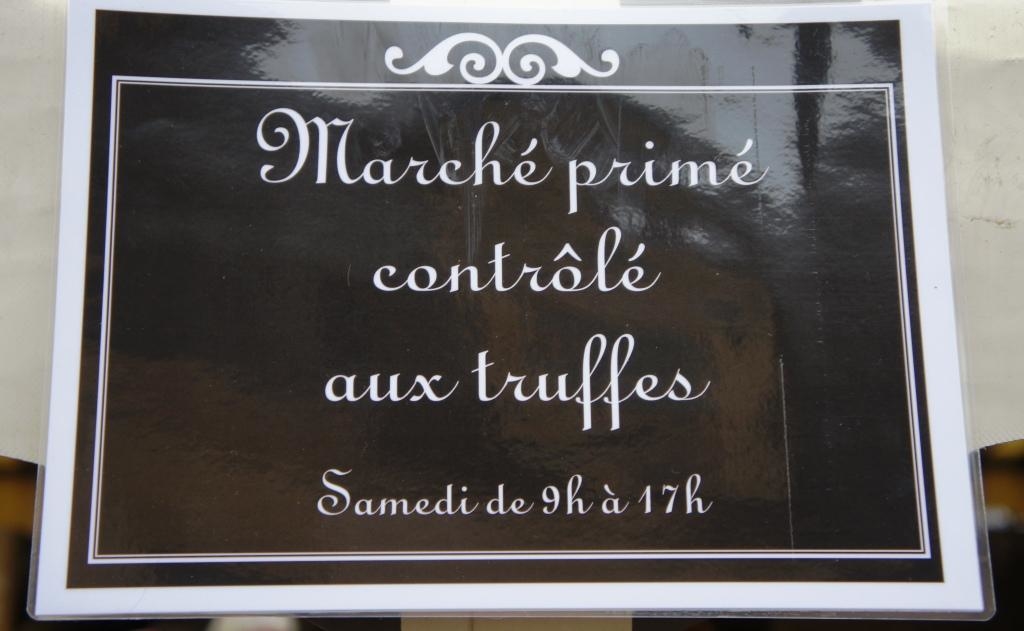 Marché primé
contrôlé
aux truffes
Samedi de 9h à 17h